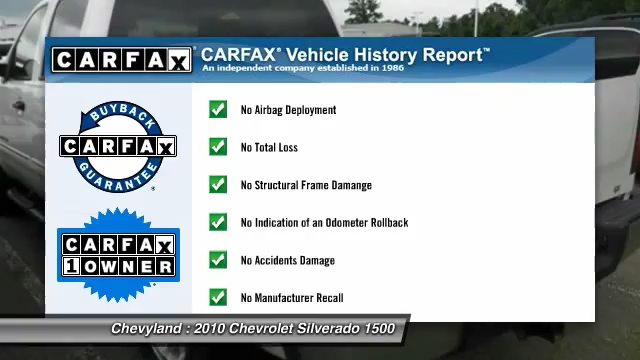 CARFAX® CARFAX® Vehicle History Report™
An independent company established in 1986
BUYBACK
CARFAX
GUARANTEE®
CARFAX
1 OWNER
No Airbag Deployment
No Total Loss
No Structural Frame Damange
No Indication of an Odometer Rollback
No Accidents Damage
No Manufacturer Recall
Chevyland : 2010 Chevrolet Silverado 1500